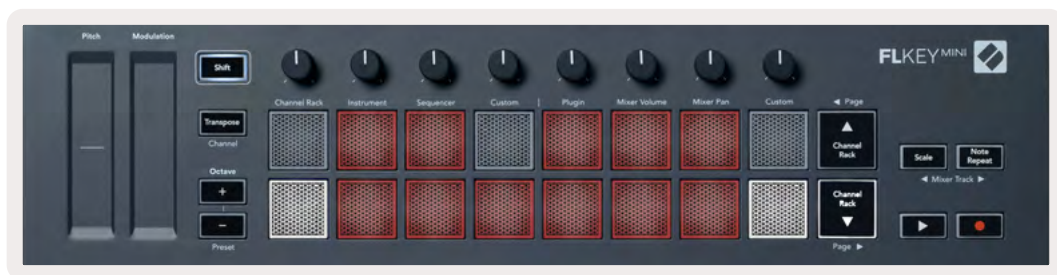 Pitch Modulation
Shift
FLKEY MINI
Channel Rack Instrument Sequencer Custom | Plugin Mixer Volume Mixer Pan Custom ◀ Page
Transpose
Channel
▲
Channel
Rack
Scale
Note
Repeat
◀ Mixer Track ▶
Octave
+
−
Preset
Channel
Rack
▼
Page ▶